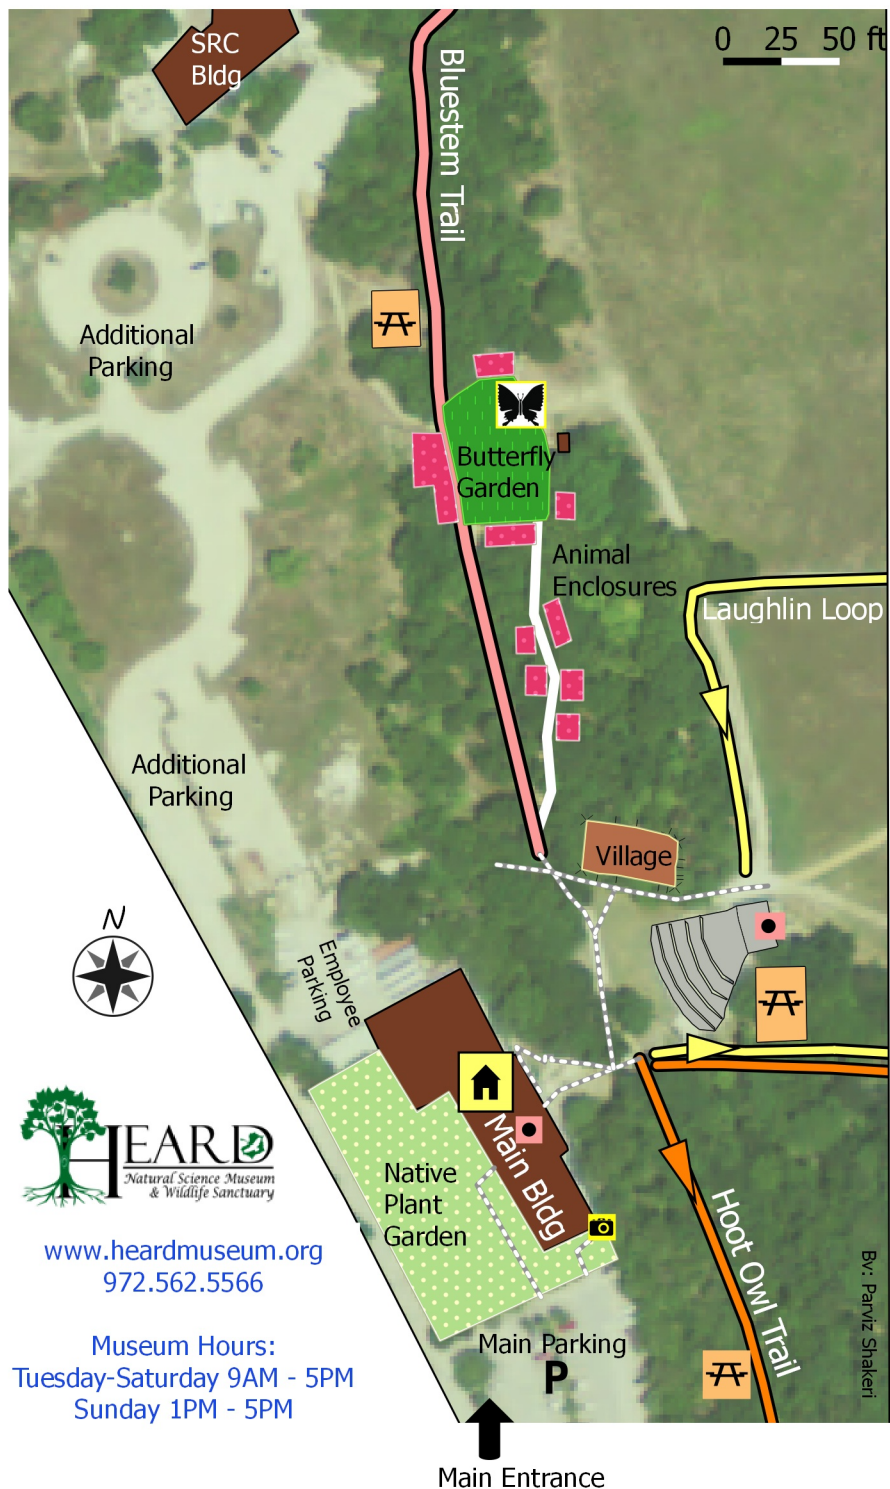 SRC
Bldg
Bluestem Trail
0 25 50 ft
Additional
Parking
Butterfly
Garden
Animal
Enclosures
Laughlin Loop
Additional
Parking
Village
N
Employee
Parking
HEARD
Natural Science Museum
& Wildlife Sanctuary
Main Bldg
Native
Plant
Garden
www.heardmuseum.org
972.562.5566
Hoot Owl Trail
By: Parviz Shakeri
Museum Hours:
Tuesday-Saturday 9AM - 5PM
Sunday 1PM - 5PM
Main Parking
P
Main Entrance